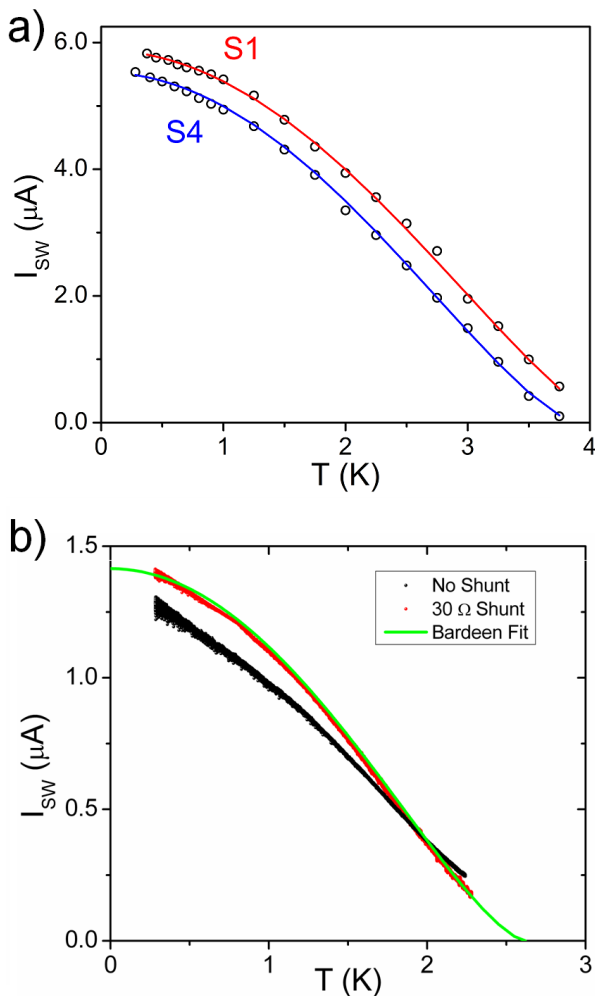 a)
6.0
4.0
2.0
0.0
I_SW (μA)
S1
S4
0 1 2 3 4
T (K)
b)
1.5
1.0
0.5
0.0
I_SW (μA)
No Shunt
30 Ω Shunt
Bardeen Fit
0 1 2 3
T (K)